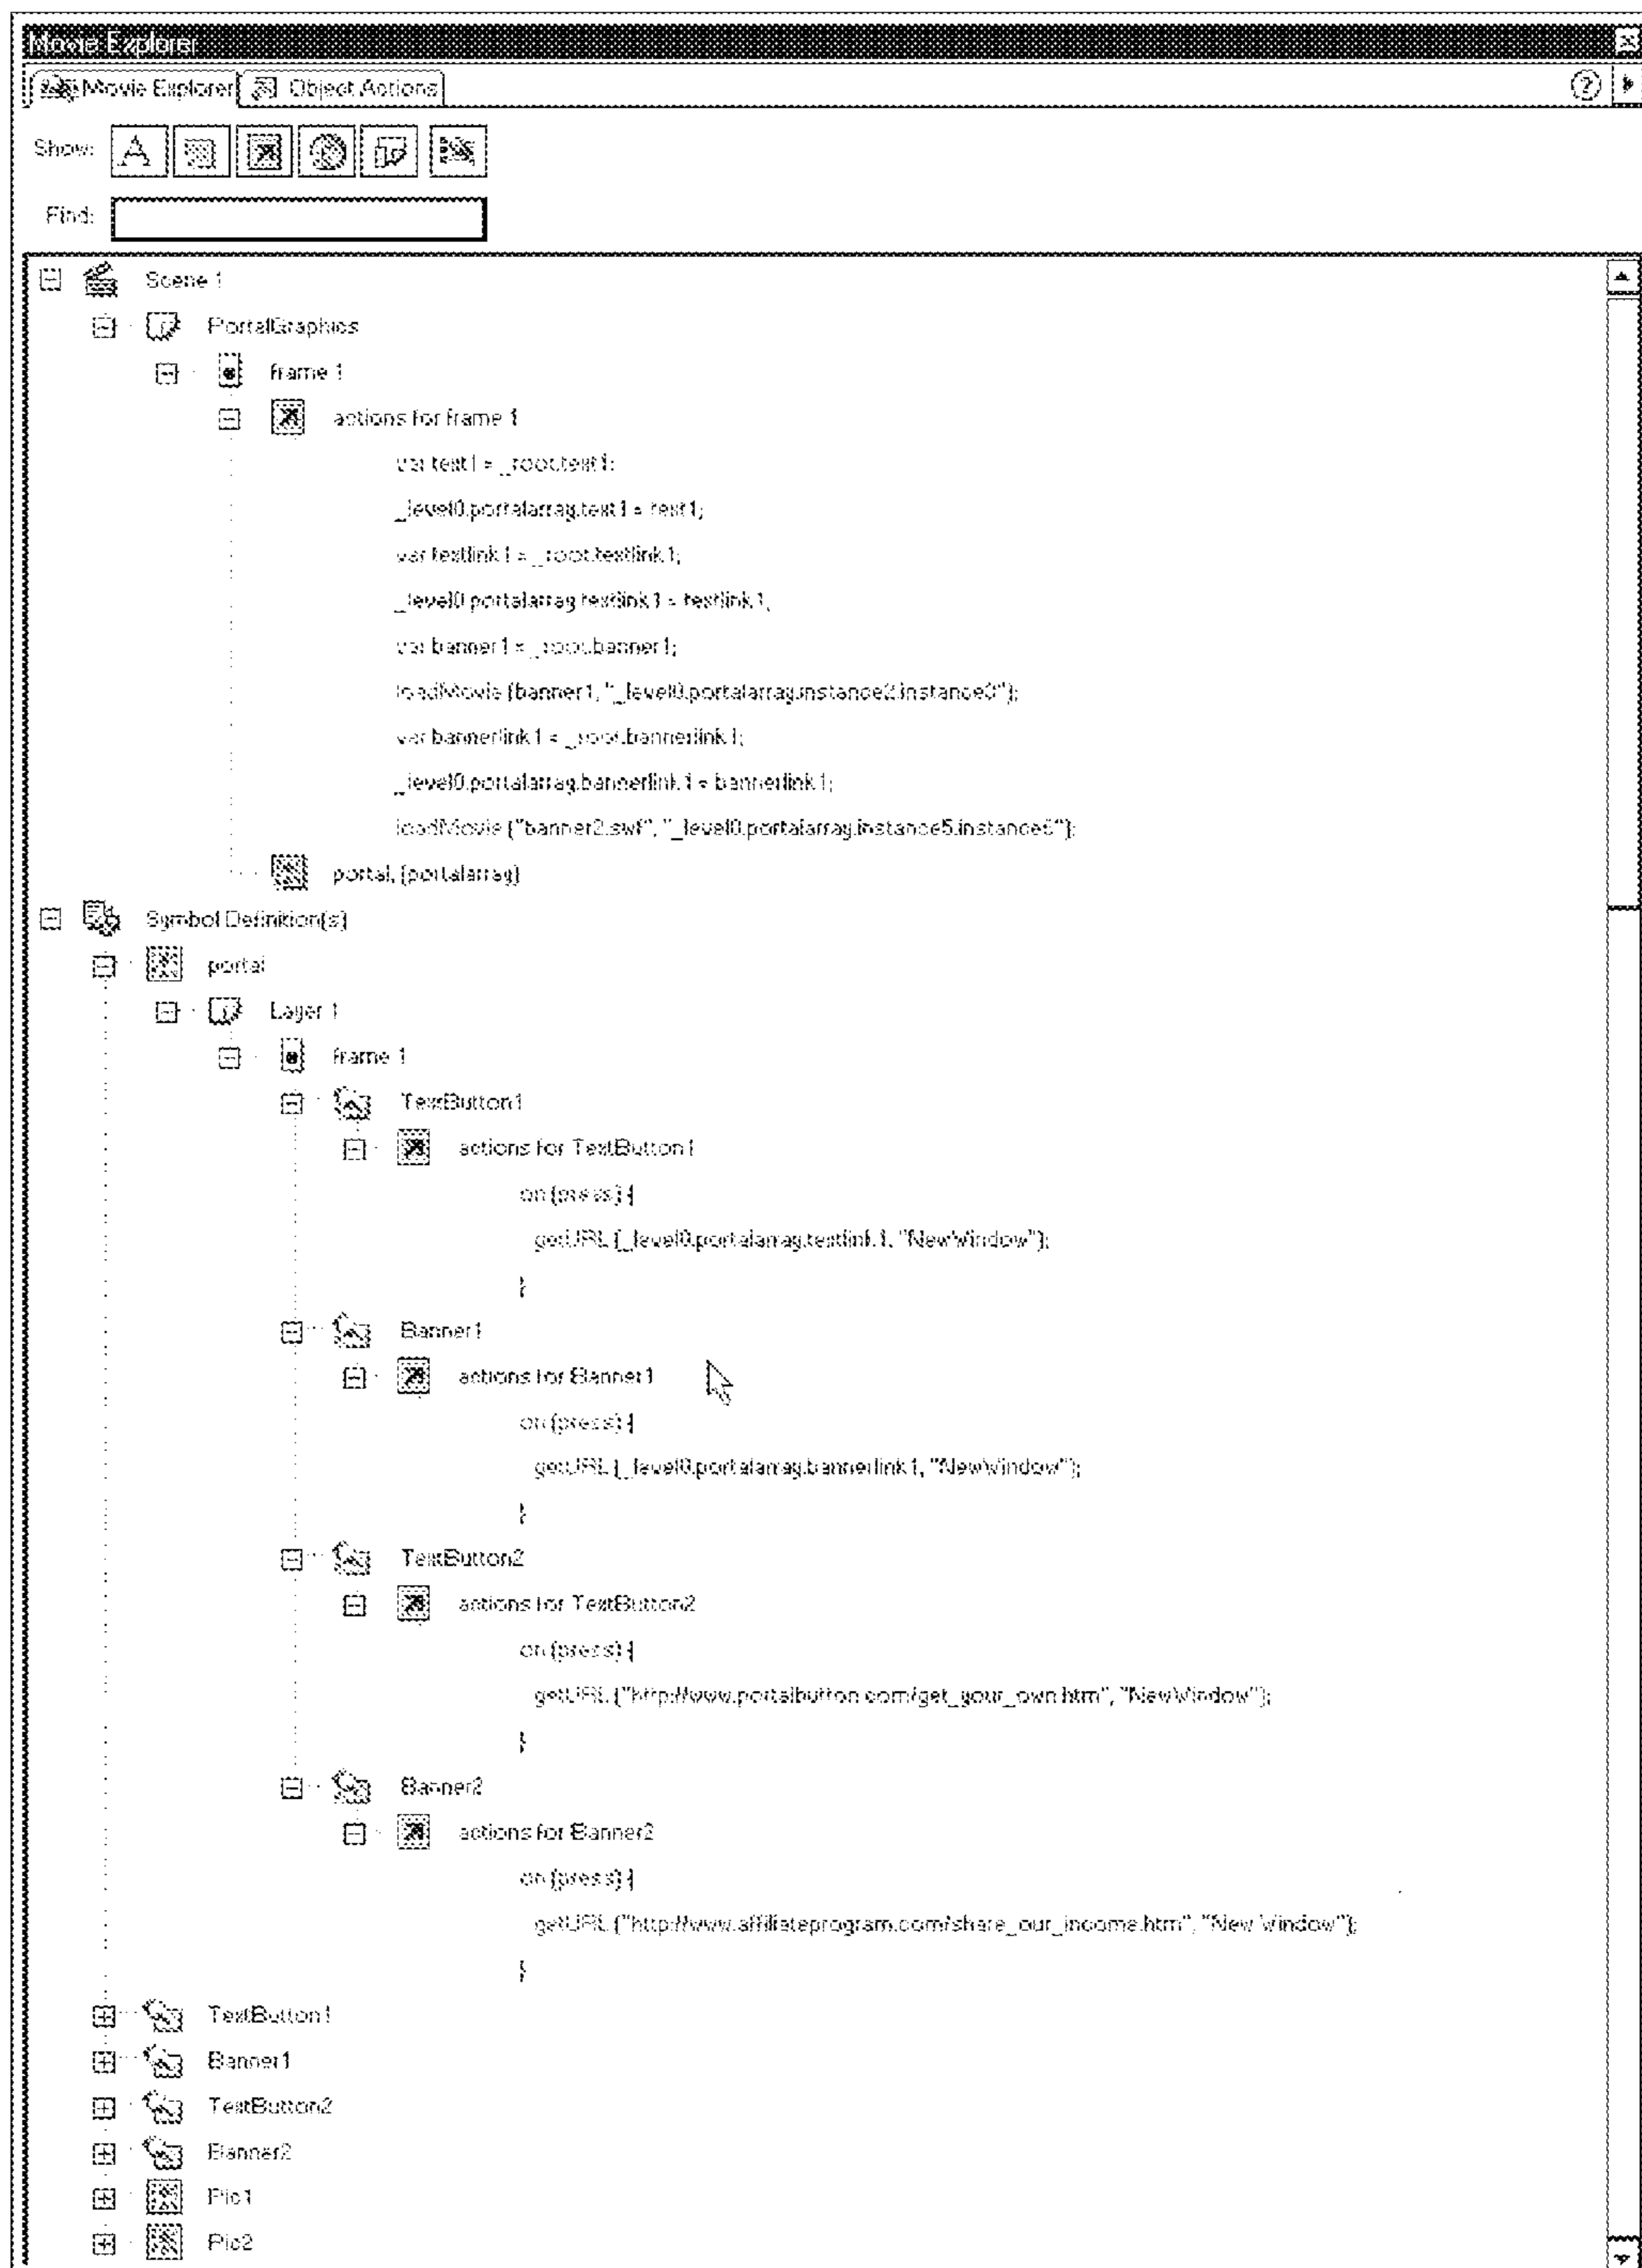 Movie Explorer
Movie Explorer Object Actions
Show: A
Find:
Scene 1
PortalGraphics
frame 1
actions for frame 1
var text1 = _root.text1;
_level0.portalarray.text1 = text1;
var textlink1 = _root.textlink1;
_level0.portalarray.textlink1 = textlink1;
var banner1 = _root.banner1;
loadMovie (banner1, "_level0.portalarray.instance2.instance3");
var bannerlink1 = _root.bannerlink1;
_level0.portalarray.bannerlink1 = bannerlink1;
loadMovie ("banner2.swf", "_level0.portalarray.instance5.instance6");
portal, (portalarray)
Symbol Definition(s)
portal
Layer 1
frame 1
TextButton1
actions for TextButton1
on (press) {
getURL (_level0.portalarray.textlink1, "NewWindow");
}
Banner1
actions for Banner1
on (press) {
getURL (_level0.portalarray.bannerlink1, "NewWindow");
}
TextButton2
actions for TextButton2
on (press) {
getURL ("http://www.portalbutton.com/get_your_own.htm", "NewWindow");
}
Banner2
actions for Banner2
on (press) {
getURL ("http://www.affiliateprogram.com/share_our_income.htm", "New Window");
}
TextButton1
Banner1
TextButton2
Banner2
Pic1
Pic2